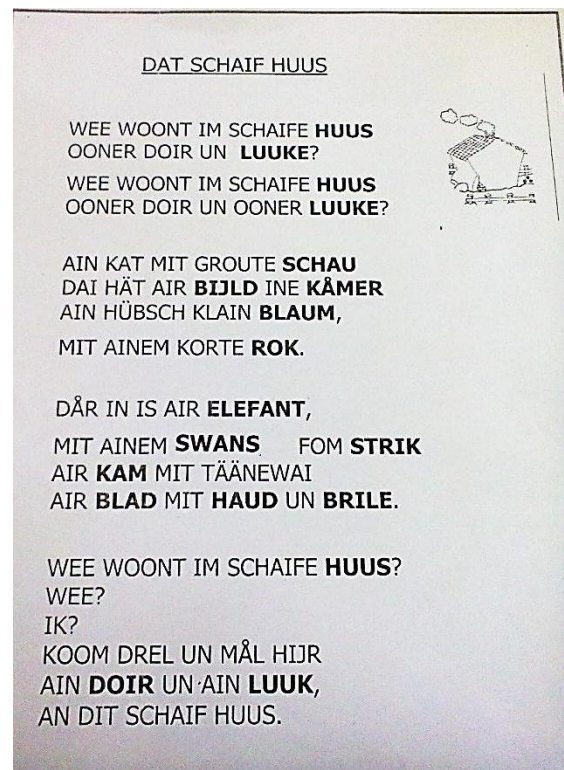 DAT SCHAIF HUUS
WEE WOONT IM SCHAIFE HUUS
OONER DOIR UN LUUKE?
WEE WOONT IM SCHAIFE HUUS
OONER DOIR UN OONER LUUKE?
AIN KAT MIT GROUTE SCHAU
DAI HÄT AIR BIJLD INE KÅMER
AIN HÜBSCH KLAIN BLAUM,
MIT AINEM KORTE ROK.
DÅR IN IS AIR ELEFANT,
MIT AINEM SWANS FOM STRIK
AIR KAM MIT TÄÄNEWAI
AIR BLAD MIT HAUD UN BRILE.
WEE WOONT IM SCHAIFE HUUS?
WEE?
IK?
KOOM DREL UN MÅL HIJR
AIN DOIR UN AIN LUUK,
AN DIT SCHAIF HUUS.